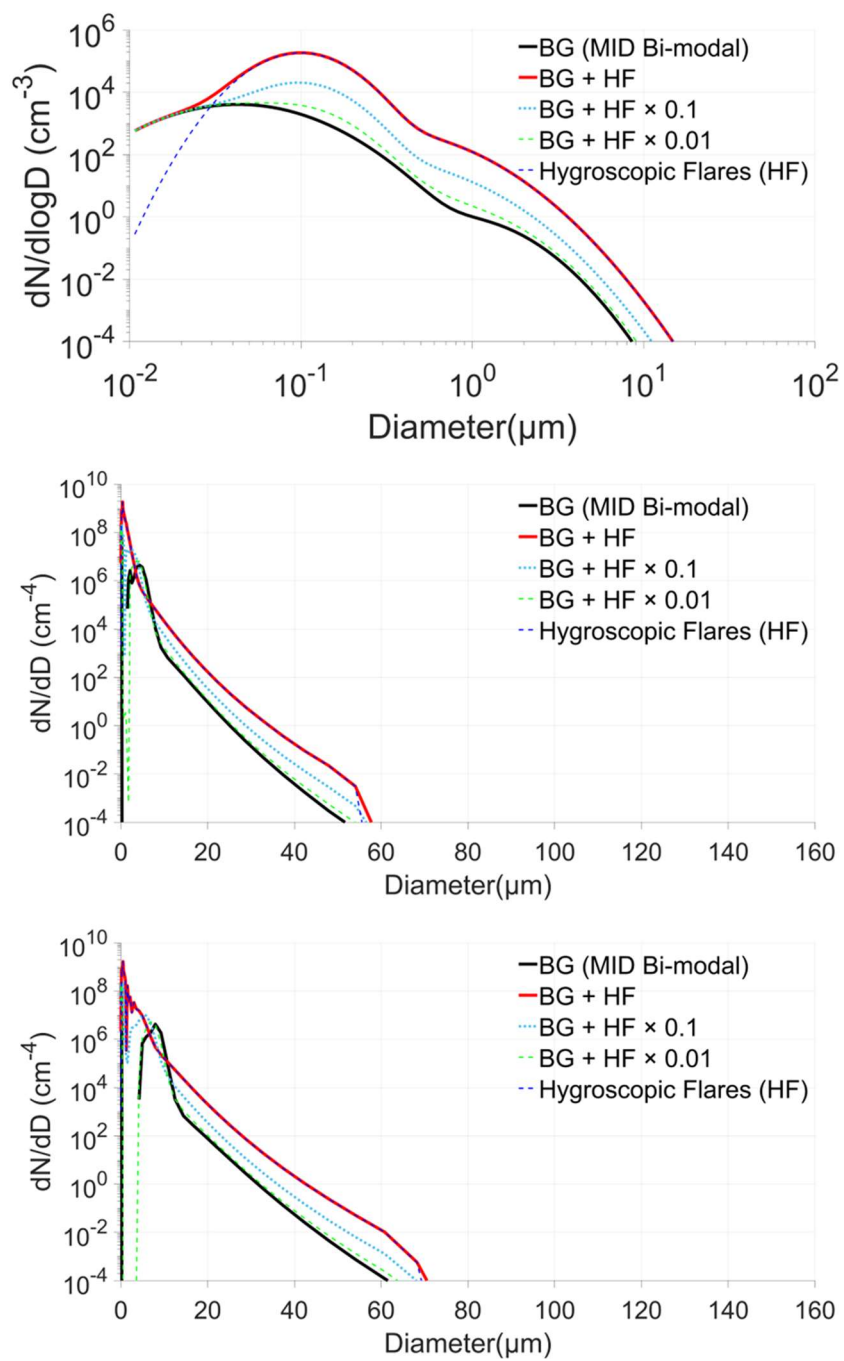 10^6
10^4
10^2
10^0
10^-2
10^-4
dN/dlogD (cm^-3)
BG (MID Bi-modal)
BG + HF
BG + HF × 0.1
BG + HF × 0.01
Hygroscopic Flares (HF)
10^-2 10^-1 10^0 10^1 10^2
Diameter(µm)
10^10
10^8
10^6
10^4
10^2
10^0
10^-2
10^-4
dN/dD (cm^-4)
BG (MID Bi-modal)
BG + HF
BG + HF × 0.1
BG + HF × 0.01
Hygroscopic Flares (HF)
0 20 40 60 80 100 120 140 160
Diameter(µm)
10^10
10^8
10^6
10^4
10^2
10^0
10^-2
10^-4
dN/dD (cm^-4)
BG (MID Bi-modal)
BG + HF
BG + HF × 0.1
BG + HF × 0.01
Hygroscopic Flares (HF)
0 20 40 60 80 100 120 140 160
Diameter(µm)